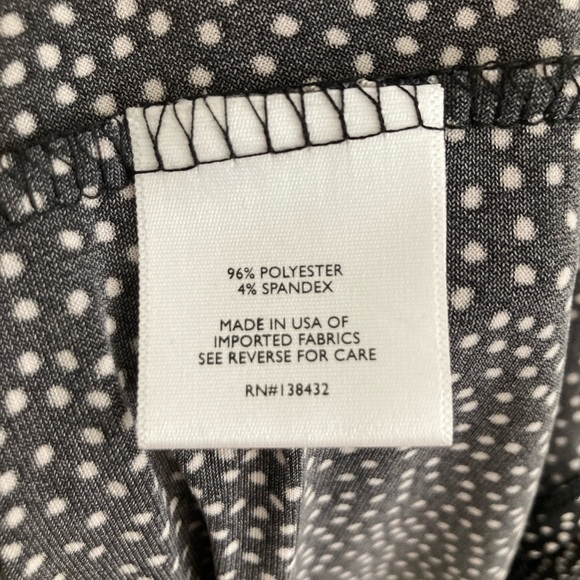 96% POLYESTER
4% SPANDEX
MADE IN USA OF
IMPORTED FABRICS
SEE REVERSE FOR CARE
RN#138432